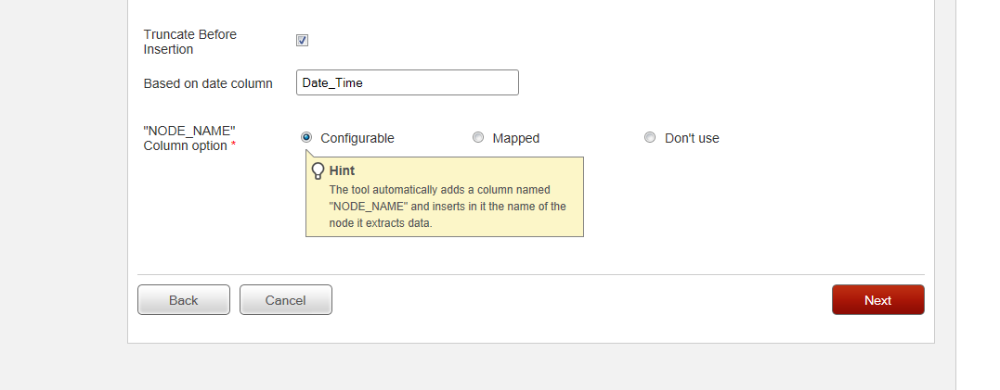 Truncate Before
Insertion
Based on date column
Date_Time
"NODE_NAME"
Column option *
Configurable
Mapped
Don't use
Hint
The tool automatically adds a column named
"NODE_NAME" and inserts in it the name of the
node it extracts data.
Back
Cancel
Next